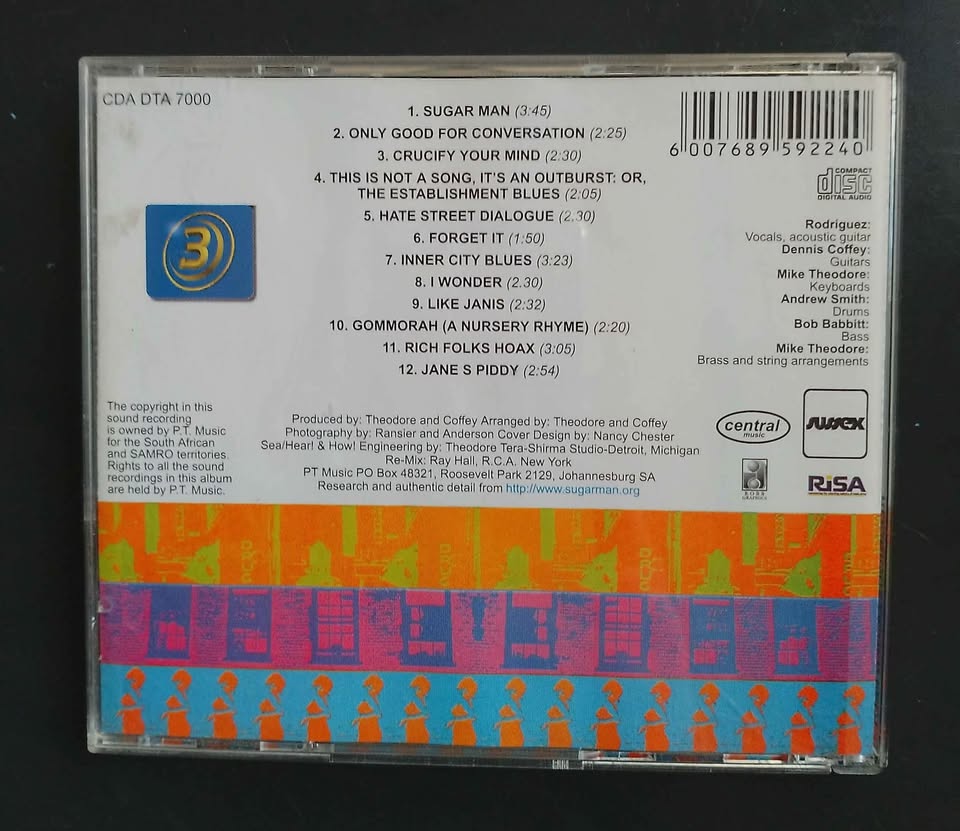 CDA DTA 7000
1. SUGAR MAN (3:45)
2. ONLY GOOD FOR CONVERSATION (2:25)
3. CRUCIFY YOUR MIND (2:30)
4. THIS IS NOT A SONG, IT'S AN OUTBURST: OR,
THE ESTABLISHMENT BLUES (2:05)
5. HATE STREET DIALOGUE (2.30)
6. FORGET IT (1:50)
7. INNER CITY BLUES (3:23)
8. I WONDER (2.30)
9. LIKE JANIS (2:32)
10. GOMMORAH (A NURSERY RHYME) (2:20)
11. RICH FOLKS HOAX (3:05)
12. JANE S PIDDY (2:54)
6 007689 592240
COMPACT
disc
DIGITAL AUDIO
3
Rodriguez:
Vocals, acoustic guitar
Dennis Coffey:
Guitars
Mike Theodore:
Keyboards
Andrew Smith:
Drums
Bob Babbitt:
Bass
Mike Theodore:
Brass and string arrangements
The copyright in this
sound recording
is owned by P.T. Music
for the South African
and SAMRO territories.
Rights to all the sound
recordings in this album
are held by P.T. Music.
Produced by: Theodore and Coffey Arranged by: Theodore and Coffey
Photography by: Ransier and Anderson Cover Design by: Nancy Chester
Sea/Hear! & How! Engineering by: Theodore Tera-Shirma Studio-Detroit, Michigan
Re-Mix: Ray Hall, R.C.A. New York
PT Music PO Box 48321, Roosevelt Park 2129, Johannesburg SA
Research and authentic detail from http://www.sugarman.org
central
music
SUSSEX
ROSS
GRAPHICS
RiSA